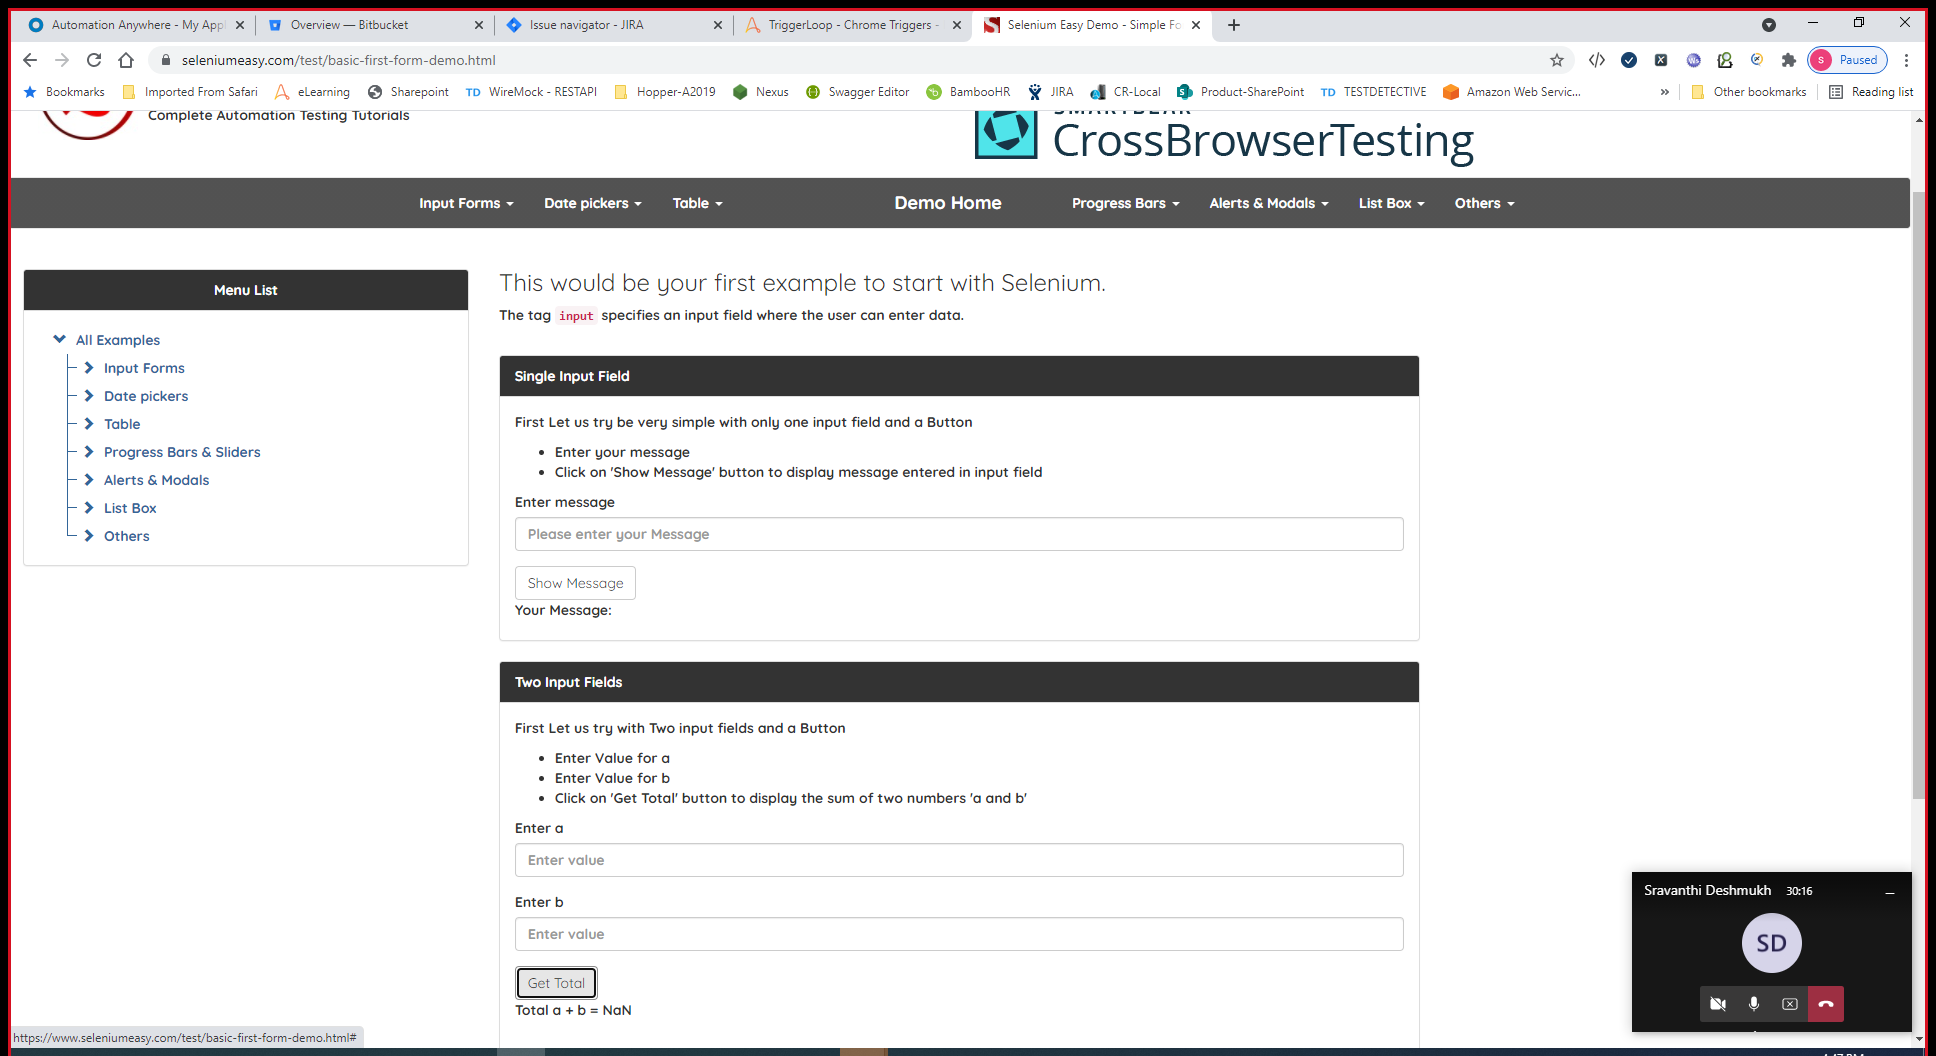 Automation Anywhere - My Appl
Overview — Bitbucket
Issue navigator - JIRA
TriggerLoop - Chrome Triggers -
Selenium Easy Demo - Simple Fo
seleniumeasy.com/test/basic-first-form-demo.html
S Paused
Bookmarks
Imported From Safari
eLearning
Sharepoint
TD WireMock - RESTAPI
Hopper-A2019
Nexus
Swagger Editor
BambooHR
JIRA
CR-Local
Product-SharePoint
TD TESTDETECTIVE
Amazon Web Servic...
»
Other bookmarks
Reading list
Complete Automation Testing Tutorials
SMARTBEAR
CrossBrowserTesting
Input Forms
Date pickers
Table
Demo Home
Progress Bars
Alerts & Modals
List Box
Others
Menu List
All Examples
Input Forms
Date pickers
Table
Progress Bars & Sliders
Alerts & Modals
List Box
Others
This would be your first example to start with Selenium.
The tag input specifies an input field where the user can enter data.
Single Input Field
First Let us try be very simple with only one input field and a Button
• Enter your message
• Click on 'Show Message' button to display message entered in input field
Enter message
Please enter your Message
Show Message
Your Message:
Two Input Fields
First Let us try with Two input fields and a Button
• Enter Value for a
• Enter Value for b
• Click on 'Get Total' button to display the sum of two numbers 'a and b'
Enter a
Enter value
Enter b
Enter value
Get Total
Total a + b = NaN
Sravanthi Deshmukh 30:16
SD
https://www.seleniumeasy.com/test/basic-first-form-demo.html#